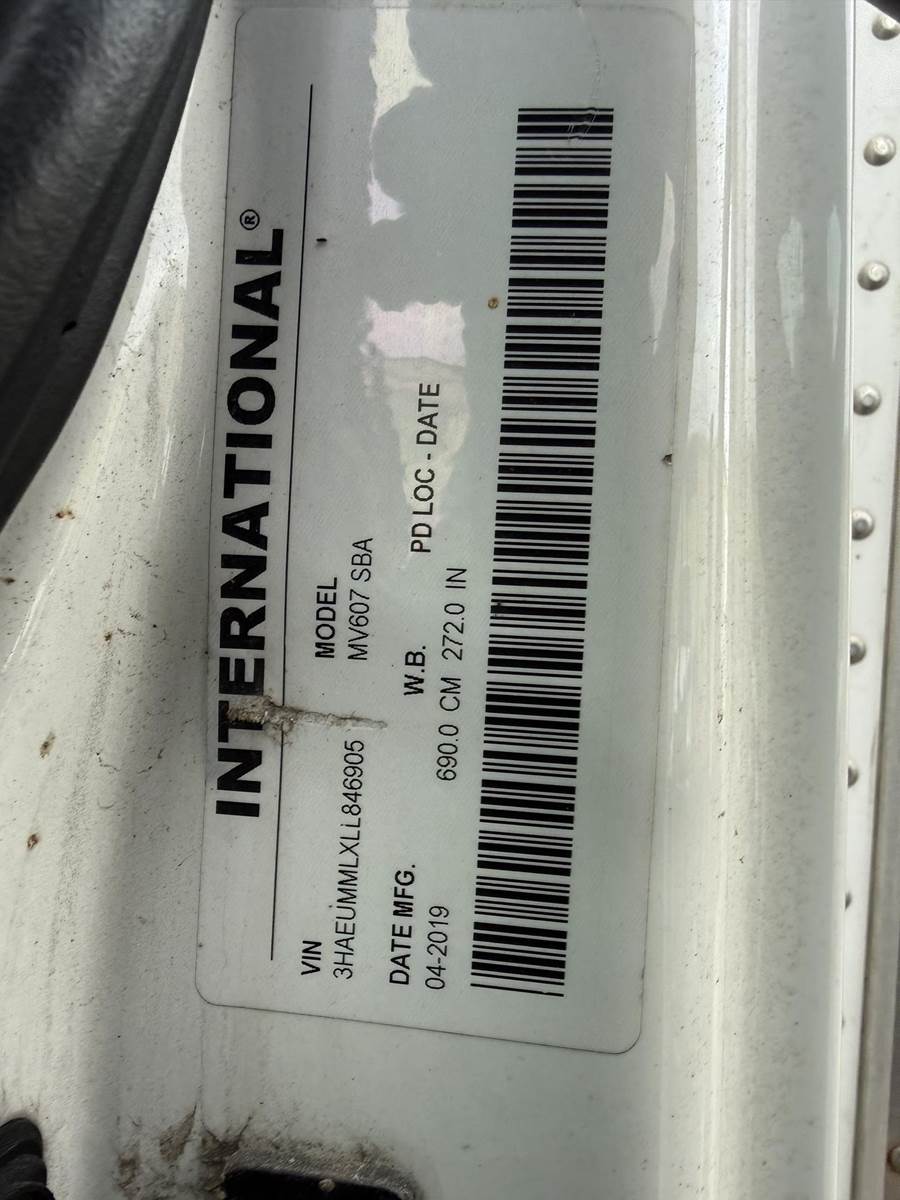 INTERNATIONAL®
VIN MODEL
3HAEUMMLXLL846905 MV607 SBA
DATE MFG. W.B. PD LOC - DATE
04-2019 690.0 CM 272.0 IN